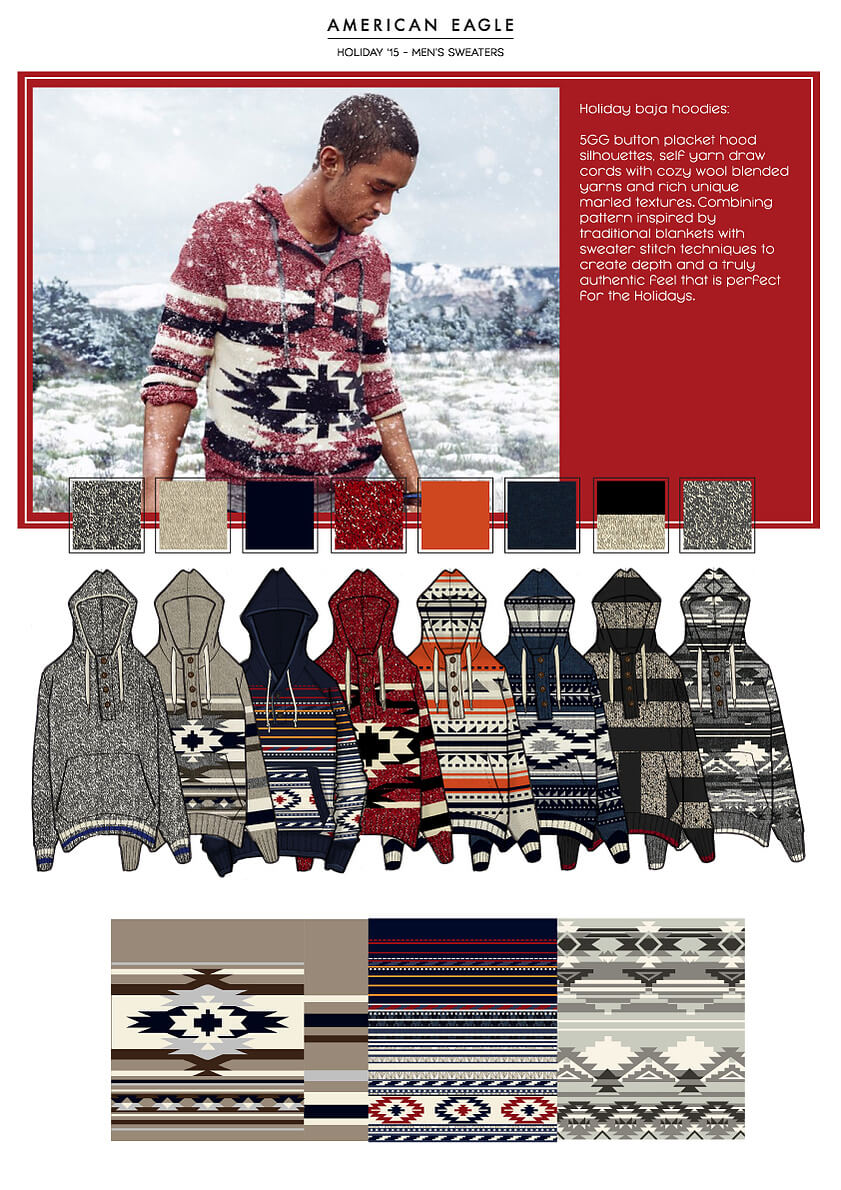 AMERICAN EAGLE
HOLIDAY '15 - MEN'S SWEATERS
Holiday baja hoodies:
5GG button placket hood
silhouettes, self yarn draw
cords with cozy wool blended
yarns and rich unique
marled textures. Combining
pattern inspired by
traditional blankets with
sweater stitch techniques to
create depth and a truly
authentic feel that is perfect
for the Holidays.